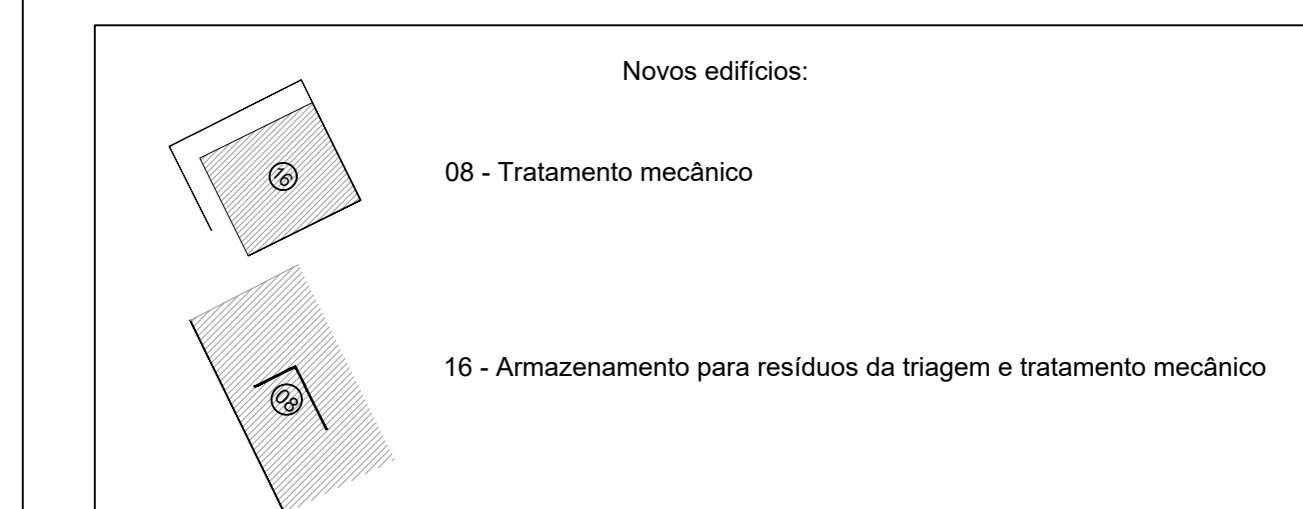 Novos edifícios:
16
08 - Tratamento mecânico
08
16 - Armazenamento para resíduos da triagem e tratamento mecânico